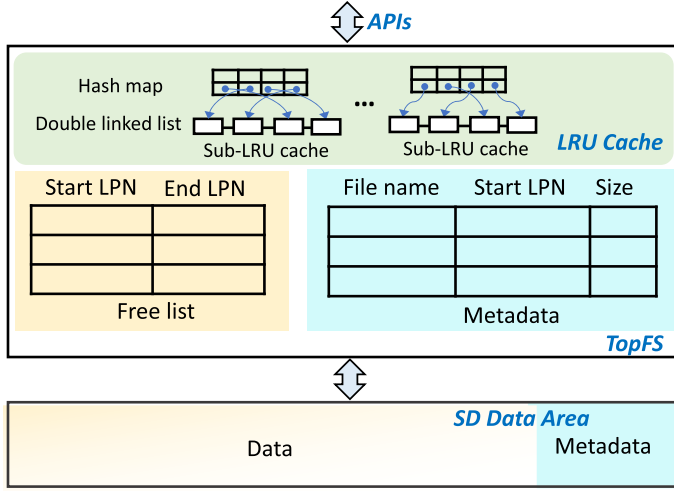 APIs
Hash map
...
Double linked list
Sub-LRU cache Sub-LRU cache
LRU Cache
Start LPN End LPN
File name Start LPN Size
Free list
Metadata
TopFS
SD Data Area
Data
Metadata